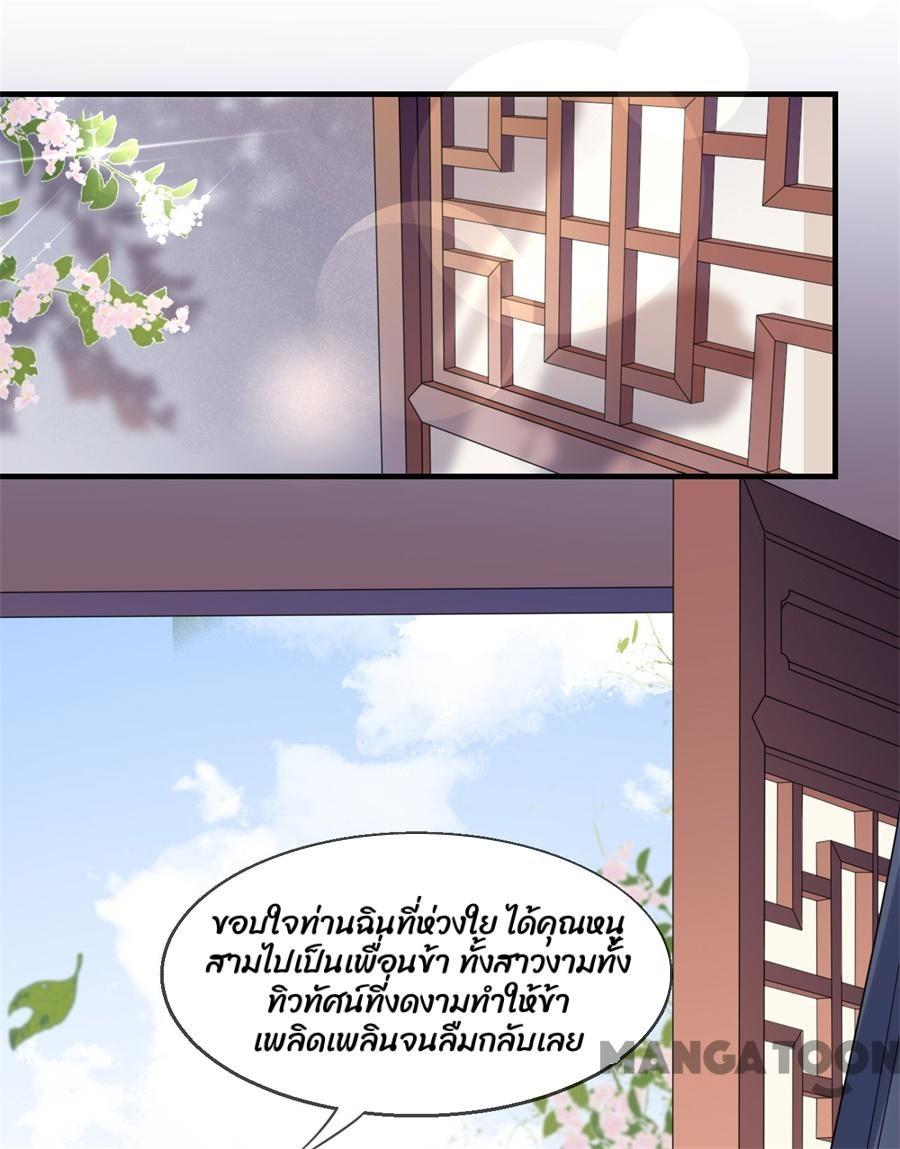 ขอบใจท่านฉินที่ห่วงใย ได้คุณหนู
สามไปเป็นเพื่อนข้า ทั้งสาวงามทั้ง
ทิวทัศน์ที่งดงามทำให้ข้า
เพลิดเพลินจนลืมกลับเลย
MANGATOON